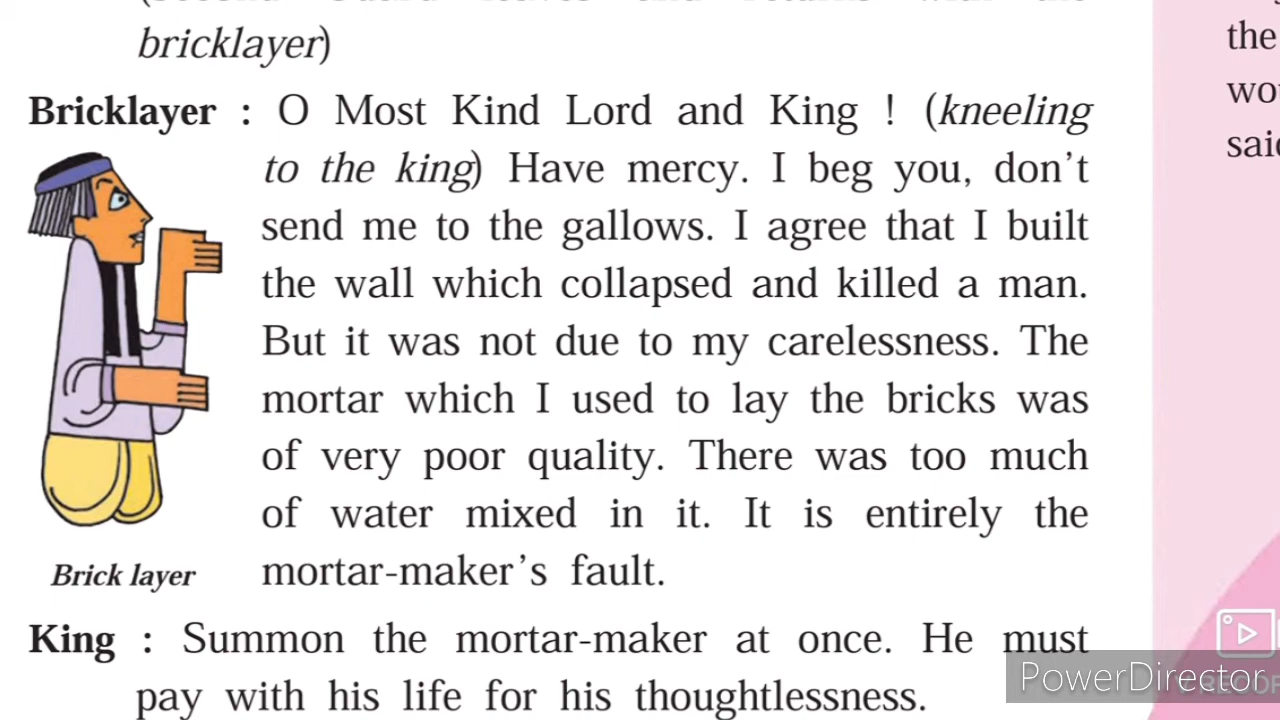 bricklayer)
Bricklayer : O Most Kind Lord and King ! (kneeling
to the king) Have mercy. I beg you, don't
send me to the gallows. I agree that I built
the wall which collapsed and killed a man.
But it was not due to my carelessness. The
mortar which I used to lay the bricks was
of very poor quality. There was too much
of water mixed in it. It is entirely the
mortar-maker's fault.
Brick layer
King : Summon the mortar-maker at once. He must
pay with his life for his thoughtlessness.
the
PowerDirector